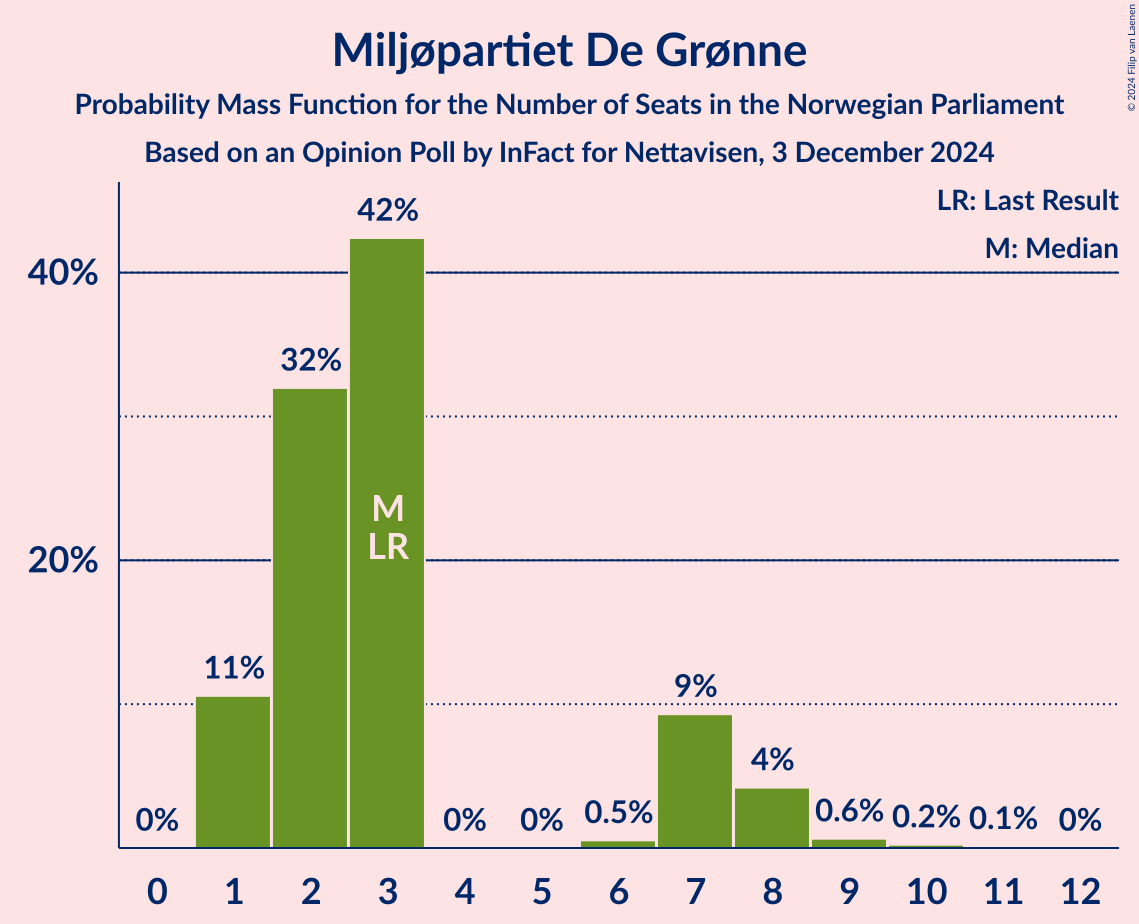 Miljøpartiet De Grønne
Probability Mass Function for the Number of Seats in the Norwegian Parliament
Based on an Opinion Poll by InFact for Nettavisen, 3 December 2024
© 2024 Filip van Laenen
LR: Last Result
M: Median
40%
20%
0%
11%
32%
42%
M
LR
0%
0%
0.5%
9%
4%
0.6%
0.2%
0.1%
0%
0 1 2 3 4 5 6 7 8 9 10 11 12